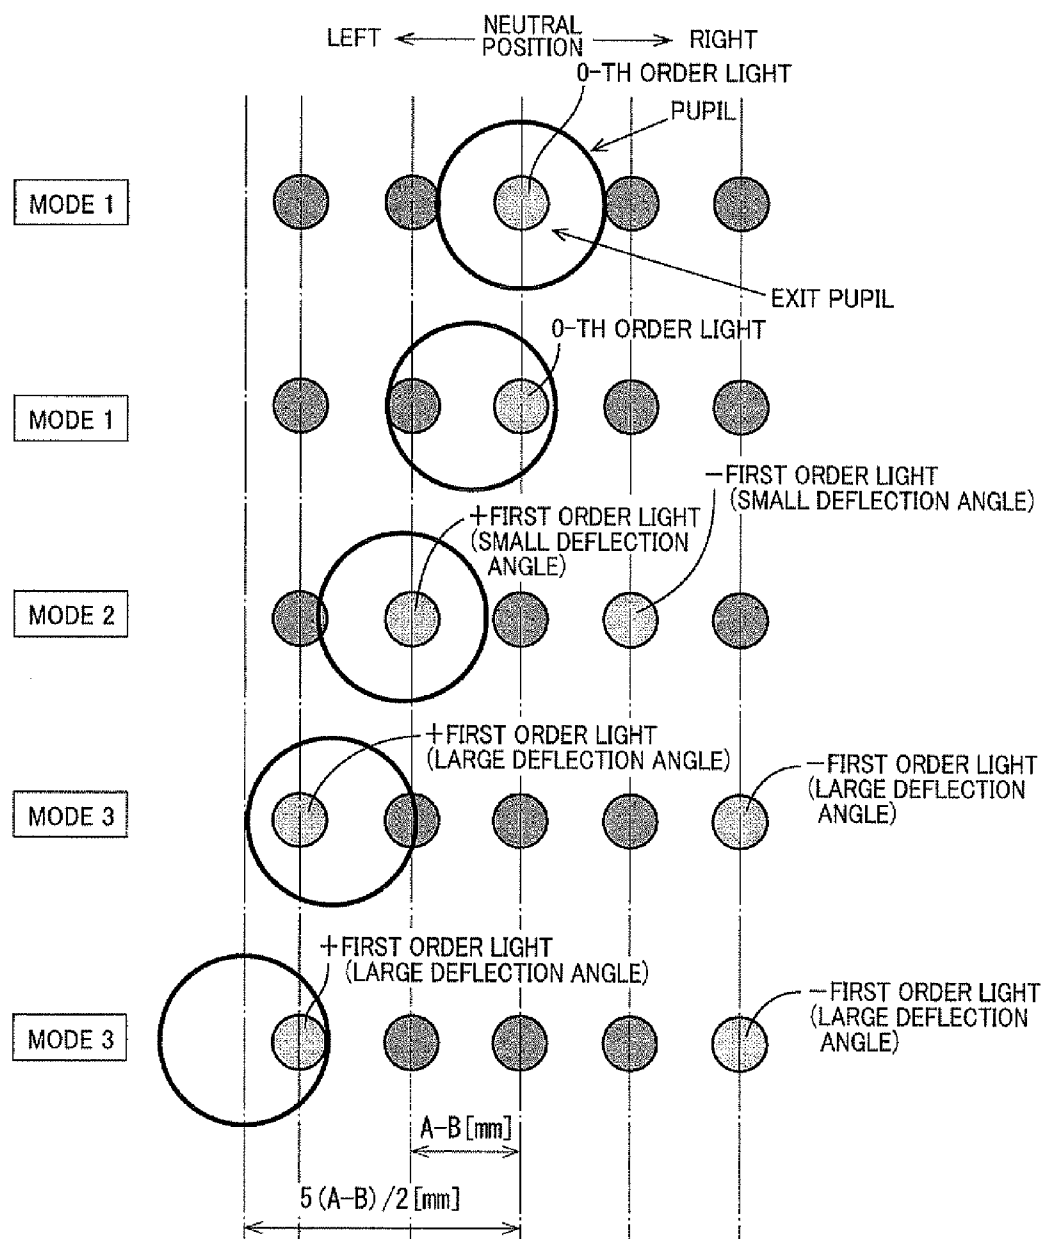 LEFT
NEUTRAL
POSITION
RIGHT
0-TH ORDER LIGHT
PUPIL
MODE 1
EXIT PUPIL
0-TH ORDER LIGHT
MODE 1
−FIRST ORDER LIGHT
(SMALL DEFLECTION ANGLE)
+FIRST ORDER LIGHT
(SMALL DEFLECTION
ANGLE)
MODE 2
+FIRST ORDER LIGHT
(LARGE DEFLECTION ANGLE)
−FIRST ORDER LIGHT
(LARGE DEFLECTION
ANGLE)
MODE 3
+FIRST ORDER LIGHT
(LARGE DEFLECTION ANGLE)
−FIRST ORDER LIGHT
(LARGE DEFLECTION
ANGLE)
MODE 3
A-B[mm]
5(A-B)/2[mm]